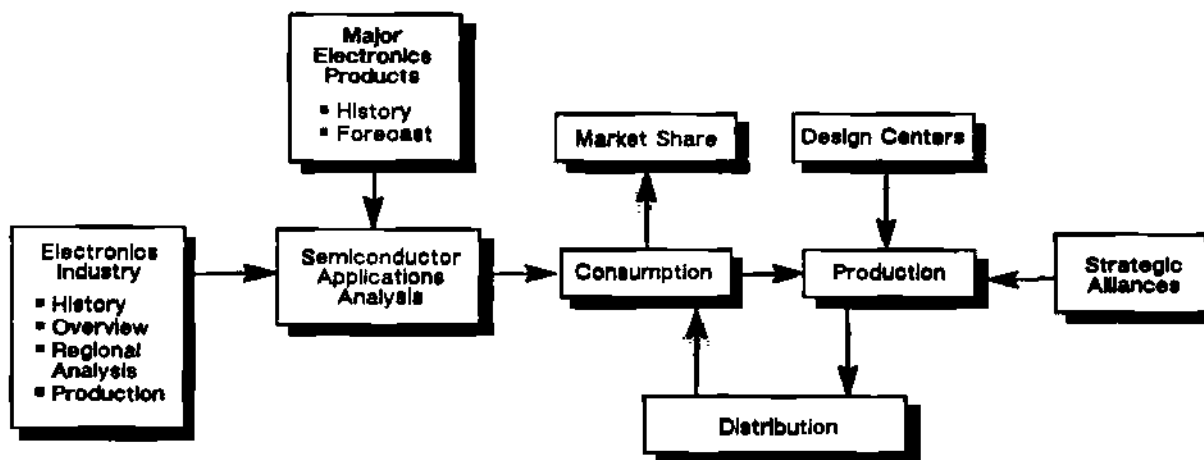 Major
Electronics
Products
▪ History
▪ Forecast
Market Share
Design Centers
Electronics
Industry
▪ History
▪ Overview
▪ Regional
Analysis
▪ Production
Semiconductor
Applications
Analysis
Consumption
Production
Strategic
Alliances
Distribution